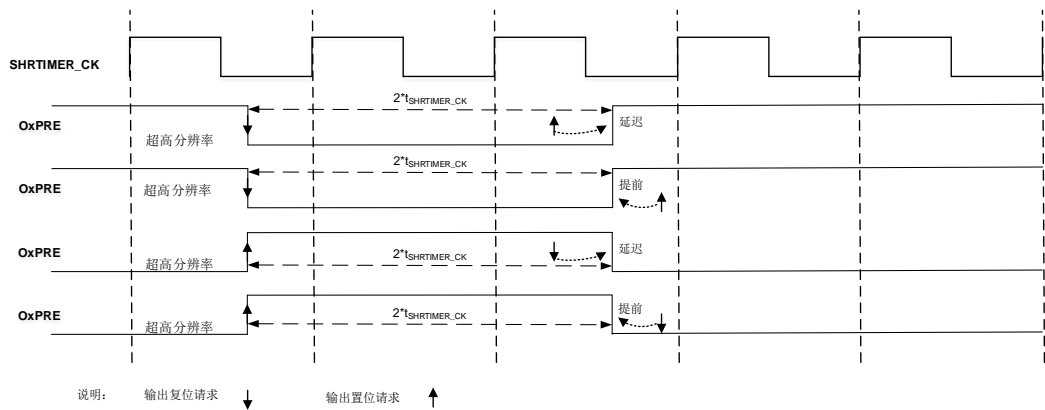 SHRTIMER_CK
2*tSHRTIMER_CK
OxPRE
超高分辨率
延迟
2*tSHRTIMER_CK
OxPRE
超高分辨率
提前
OxPRE
超高分辨率
2*tSHRTIMER_CK
延迟
OxPRE
超高分辨率
2*tSHRTIMER_CK
提前
说明： 输出复位请求 输出置位请求